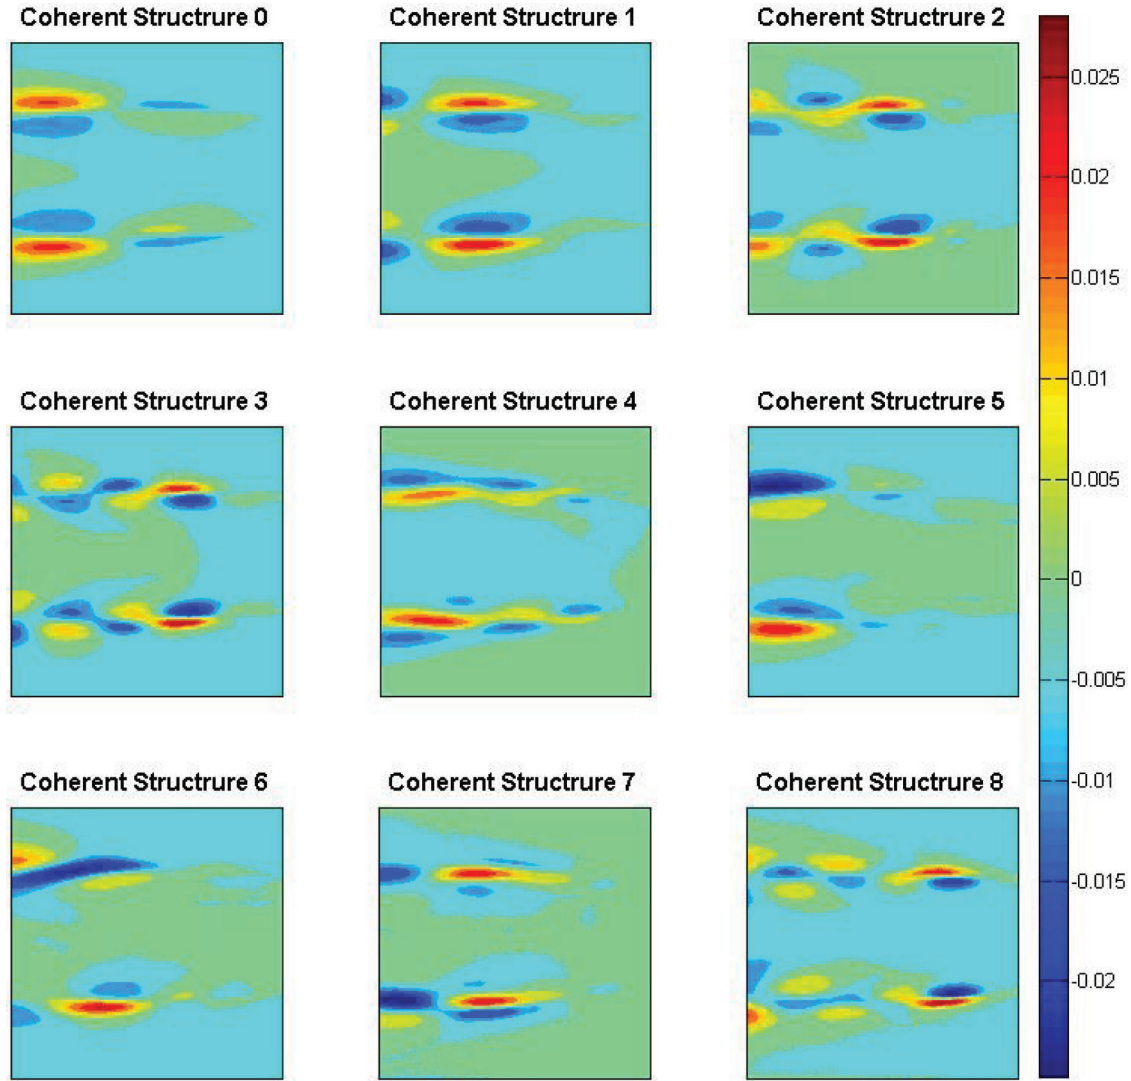 Coherent Structrure 0
Coherent Structrure 1
Coherent Structrure 2
Coherent Structrure 3
Coherent Structrure 4
Coherent Structrure 5
Coherent Structrure 6
Coherent Structrure 7
Coherent Structrure 8
0.025
0.02
0.015
0.01
0.005
0
-0.005
-0.01
-0.015
-0.02